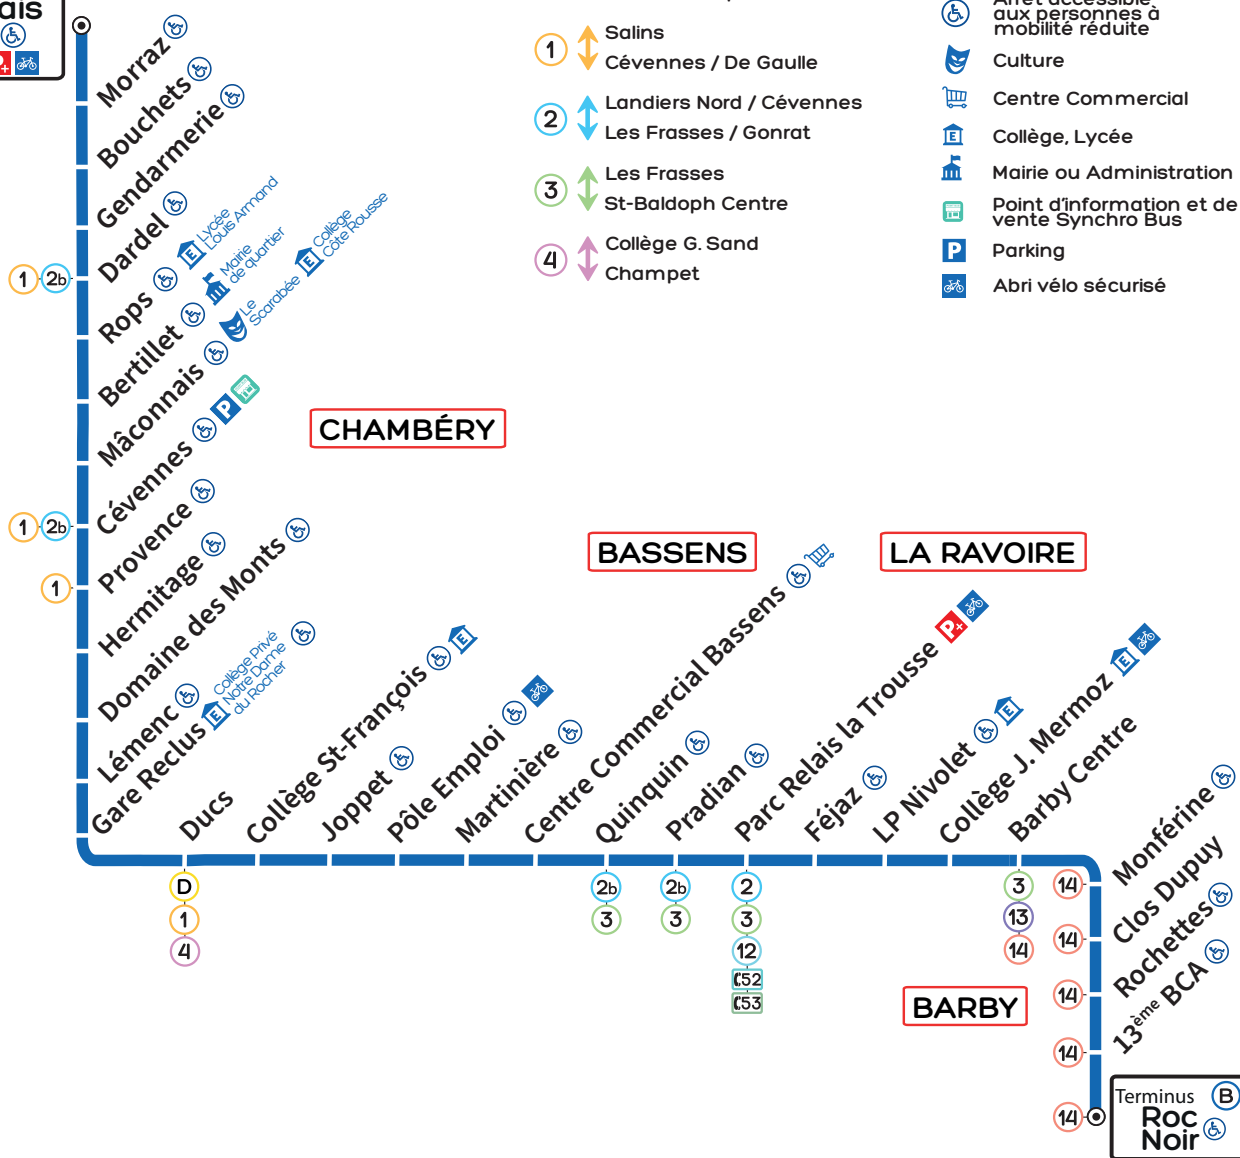 ais
P+
Morraz
Bouchets
Gendarmerie
Dardel
Rops
Lycée
Louis Armand
Bertillet
Mairie
de quartier
Mâconnais
Le
Scarabée
Collège
Côte Rousse
Cévennes
P
Provence
Hermitage
Domaine des Monts
Lémenc
Gare Reclus
Collège Privé
Notre Dame
du Rocher
1 2b
1 2b
1
1
Salins
Cévennes / De Gaulle
2
Landiers Nord / Cévennes
Les Frasses / Gonrat
3
Les Frasses
St-Baldoph Centre
4
Collège G. Sand
Champet
Arrêt accessible
aux personnes à
mobilité réduite
Culture
Centre Commercial
E
Collège, Lycée
Mairie ou Administration
Point d'information et de
vente Synchro Bus
P
Parking
Abri vélo sécurisé
CHAMBÉRY
BASSENS
LA RAVOIRE
Ducs
Collège St-François
Joppet
Pôle Emploi
Martinière
Centre Commercial Bassens
Quinquin
Pradian
Parc Relais la Trousse
P+
Féjaz
LP Nivolet
Collège J. Mermoz
Barby Centre
D
1
4
2b
3
2b
3
2
3
12
52
53
3
13
14
BARBY
Monférine
Clos Dupuy
Rochettes
13ème BCA
14
14
14
14
14
Terminus B
Roc
Noir